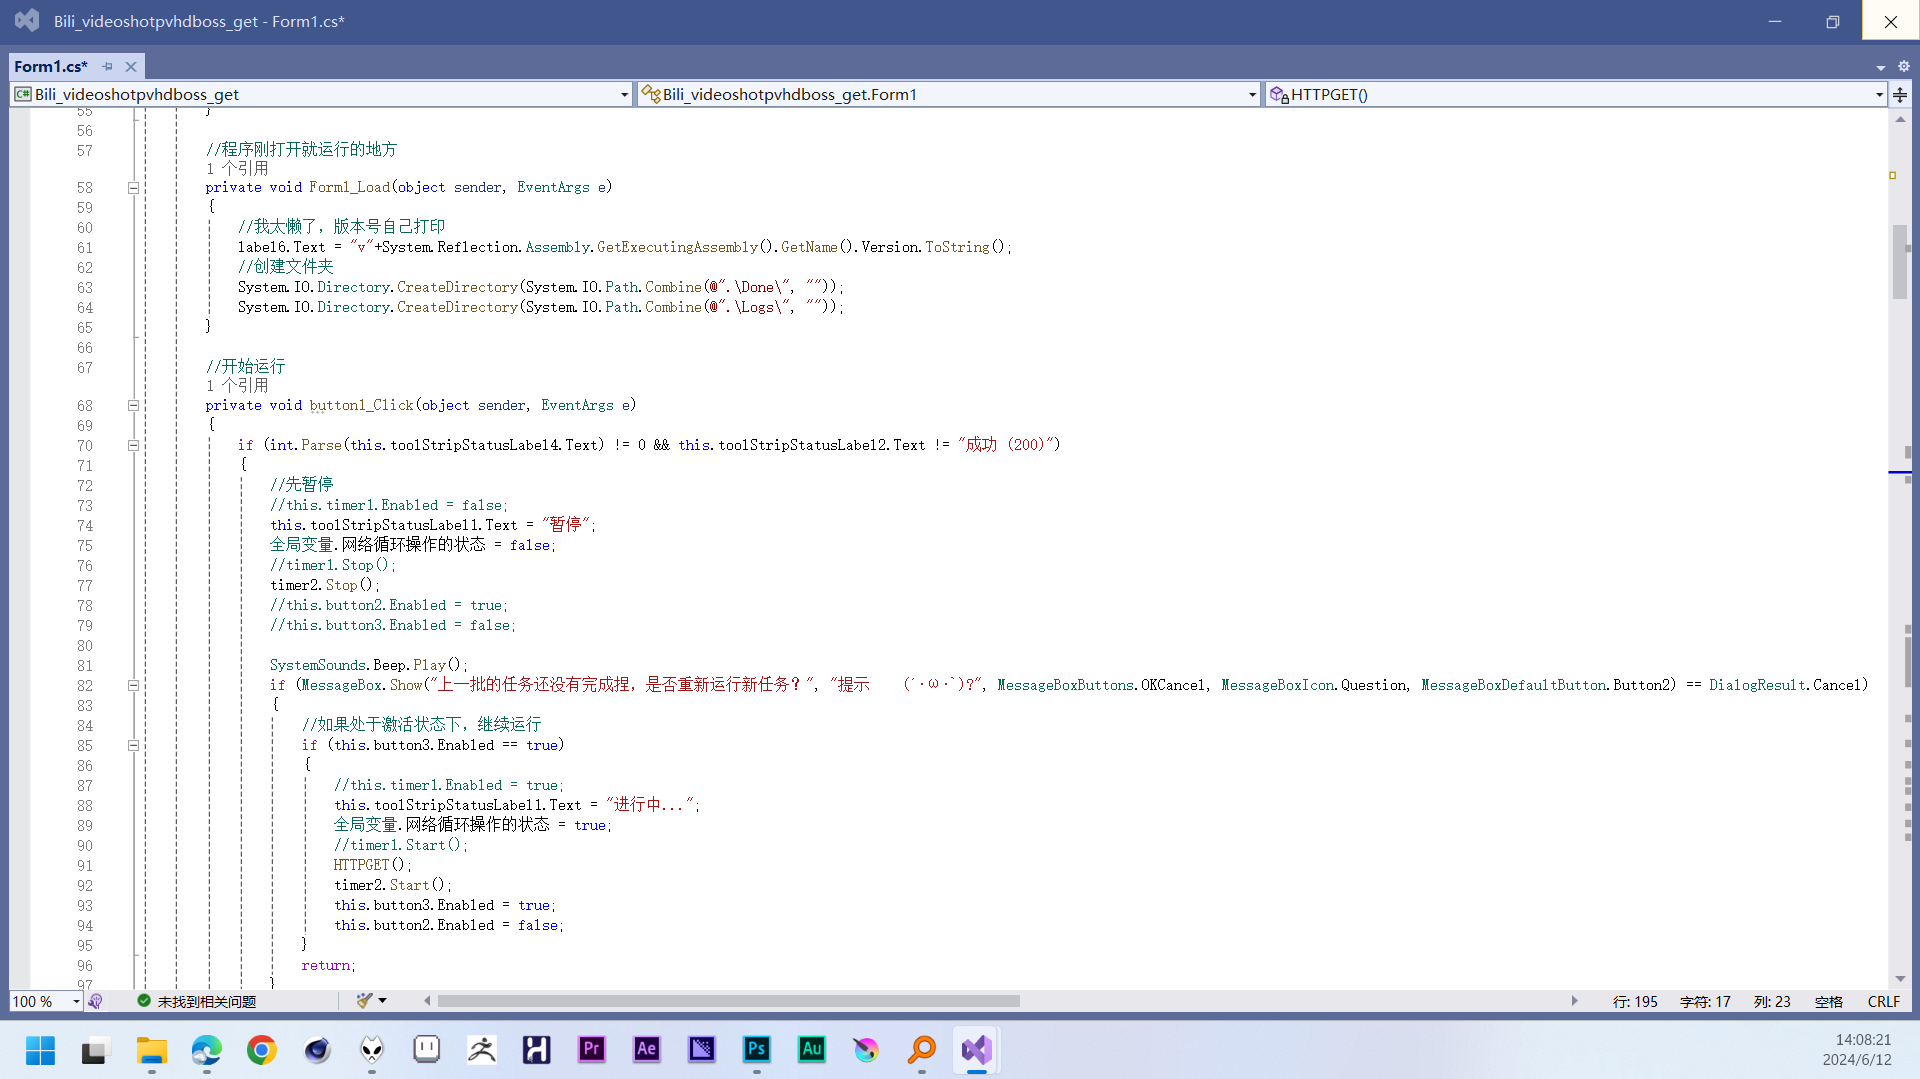 Bili_videoshotpvhdboss_get - Form1.cs*
Form1.cs*
C# Bili_videoshotpvhdboss_get
Bili_videoshotpvhdboss_get.Form1
HTTPGET()
55 }
56
57 //程序刚打开就运行的地方
1 个引用
58 private void Form1_Load(object sender, EventArgs e)
59 {
60 //我太懒了，版本号自己打印
61 label6.Text = "v"+System.Reflection.Assembly.GetExecutingAssembly().GetName().Version.ToString();
62 //创建文件夹
63 System.IO.Directory.CreateDirectory(System.IO.Path.Combine(@".\Done\", ""));
64 System.IO.Directory.CreateDirectory(System.IO.Path.Combine(@".\Logs\", ""));
65 }
66
67 //开始运行
1 个引用
68 private void button1_Click(object sender, EventArgs e)
69 {
70 if (int.Parse(this.toolStripStatusLabel4.Text) != 0 && this.toolStripStatusLabel2.Text != "成功 (200)")
71 {
72 //先暂停
73 //this.timer1.Enabled = false;
74 this.toolStripStatusLabel1.Text = "暂停";
75 全局变量.网络循环操作的状态 = false;
76 //timer1.Stop();
77 timer2.Stop();
78 //this.button2.Enabled = true;
79 //this.button3.Enabled = false;
80
81 SystemSounds.Beep.Play();
82 if (MessageBox.Show("上一批的任务还没有完成捏，是否重新运行新任务？", "提示　　(´･ω･`)?", MessageBoxButtons.OKCancel, MessageBoxIcon.Question, MessageBoxDefaultButton.Button2) == DialogResult.Cancel)
83 {
84 //如果处于激活状态下，继续运行
85 if (this.button3.Enabled == true)
86 {
87 //this.timer1.Enabled = true;
88 this.toolStripStatusLabel1.Text = "进行中...";
89 全局变量.网络循环操作的状态 = true;
90 //timer1.Start();
91 HTTPGET();
92 timer2.Start();
93 this.button3.Enabled = true;
94 this.button2.Enabled = false;
95 }
96 return;
97 }
100 %
未找到相关问题
行: 195
字符: 17
列: 23
空格
CRLF
Pr
Ae
Ps
Au
14:08:21
2024/6/12